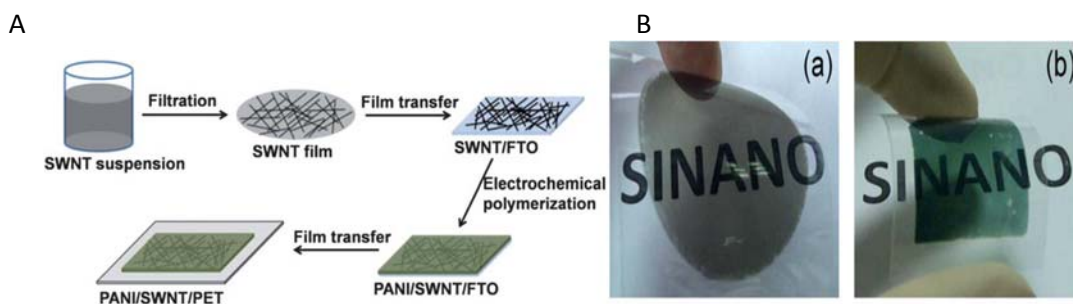 A
B
SWNT suspension
Filtration
SWNT film
Film transfer
SWNT/FTO
Electrochemical
polymerization
PANI/SWNT/FTO
Film transfer
PANI/SWNT/PET
(a)
SINANO
(b)
SINANO